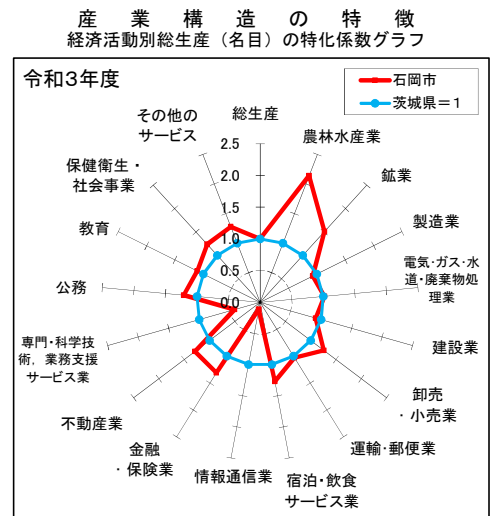 産業構造の特徴
経済活動別総生産（名目）の特化係数グラフ
令和3年度
石岡市
茨城県＝1
総生産
農林水産業
鉱業
製造業
電気・ガス・水
道・廃棄物処
理業
建設業
卸売
・小売業
運輸・郵便業
宿泊・飲食
サービス業
情報通信業
金融
・保険業
不動産業
専門・科学技
術，業務支援
サービス業
公務
教育
保健衛生・
社会事業
その他の
サービス
2.5
2.0
1.5
1.0
0.5
0.0